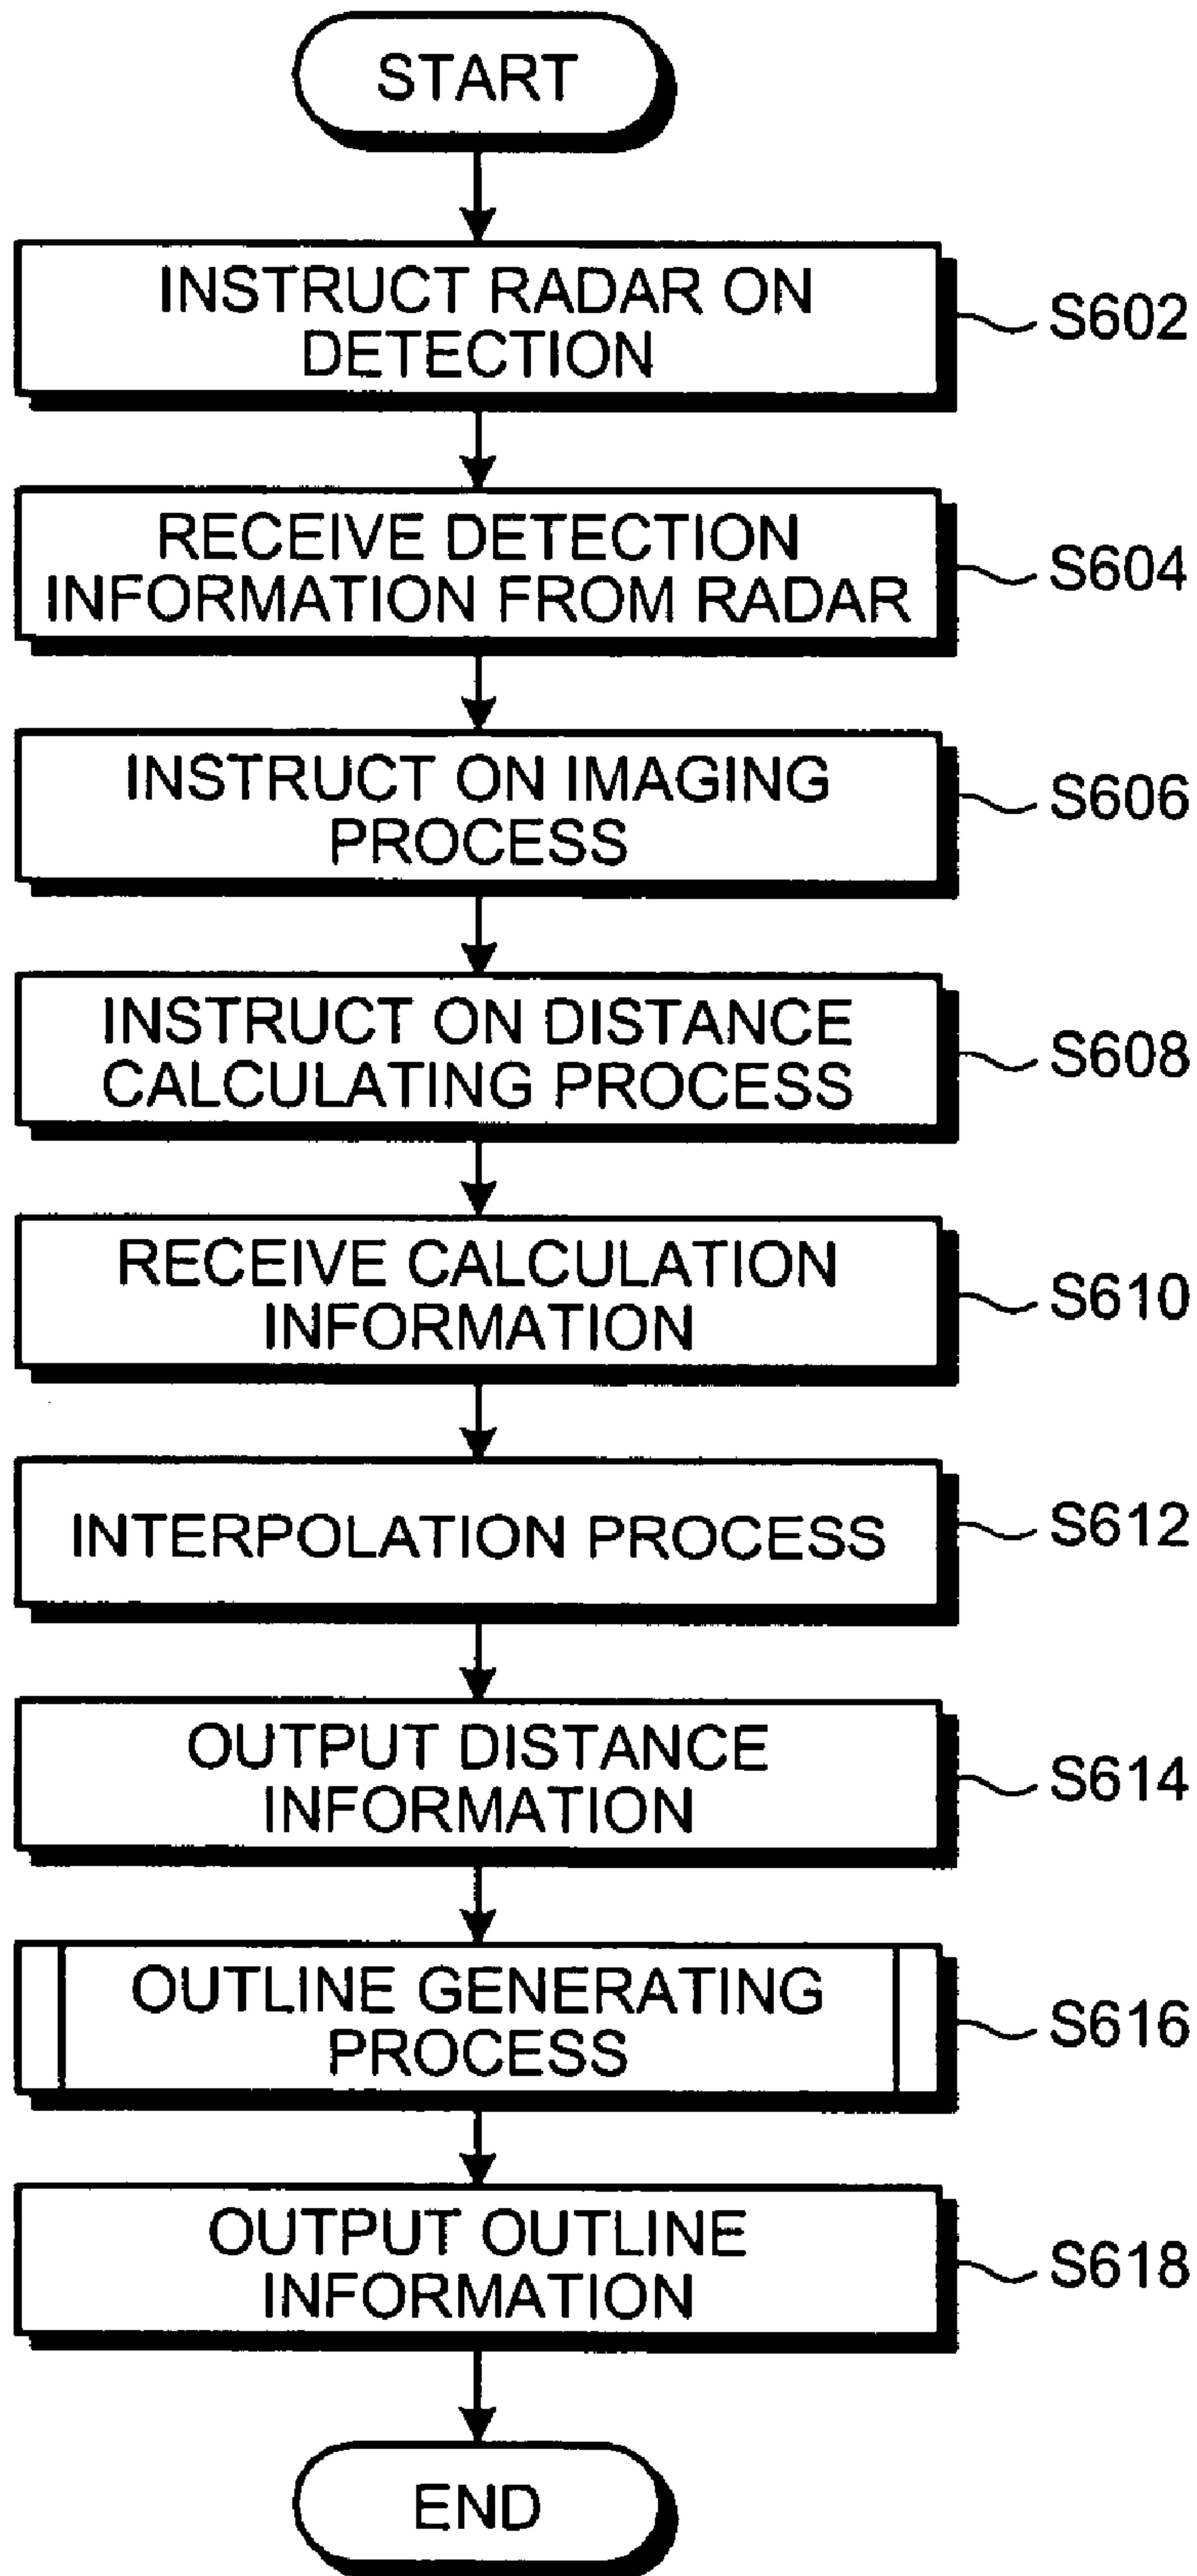 START
INSTRUCT RADAR ON
DETECTION
S602
RECEIVE DETECTION
INFORMATION FROM RADAR
S604
INSTRUCT ON IMAGING
PROCESS
S606
INSTRUCT ON DISTANCE
CALCULATING PROCESS
S608
RECEIVE CALCULATION
INFORMATION
S610
INTERPOLATION PROCESS
S612
OUTPUT DISTANCE
INFORMATION
S614
OUTLINE GENERATING
PROCESS
S616
OUTPUT OUTLINE
INFORMATION
S618
END